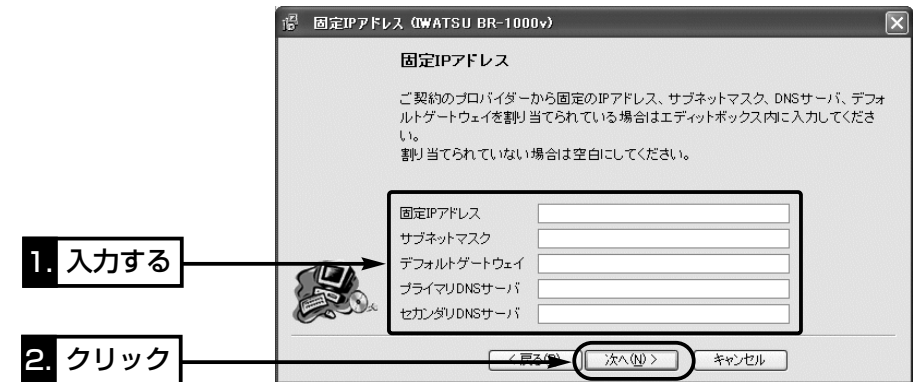 固定IPアドレス (IWATSU BR-1000v)
固定IPアドレス
ご契約のプロバイダーから固定のIPアドレス、サブネットマスク、DNSサーバ、デフォ
ルトゲートウェイを割り当てられている場合はエディットボックス内に入力してくださ
い。
割り当てられていない場合は空白にしてください。
固定IPアドレス
サブネットマスク
デフォルトゲートウェイ
プライマリDNSサーバ
セカンダリDNSサーバ
1. 入力する
2. クリック
< 戻る(B) 次へ(N) > キャンセル